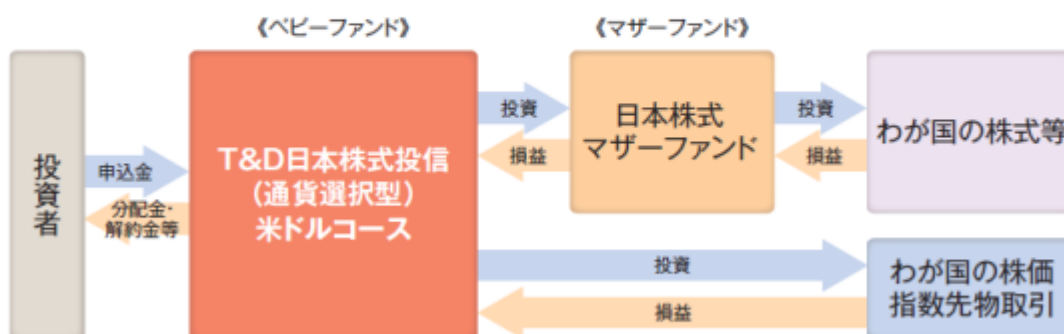 《ベビーファンド》
《マザーファンド》
投資者
申込金
分配金・
解約金等
T&D日本株式投信
(通貨選択型)
米ドルコース
投資
損益
日本株式
マザーファンド
投資
損益
わが国の株式等
投資
損益
わが国の株価
指数先物取引